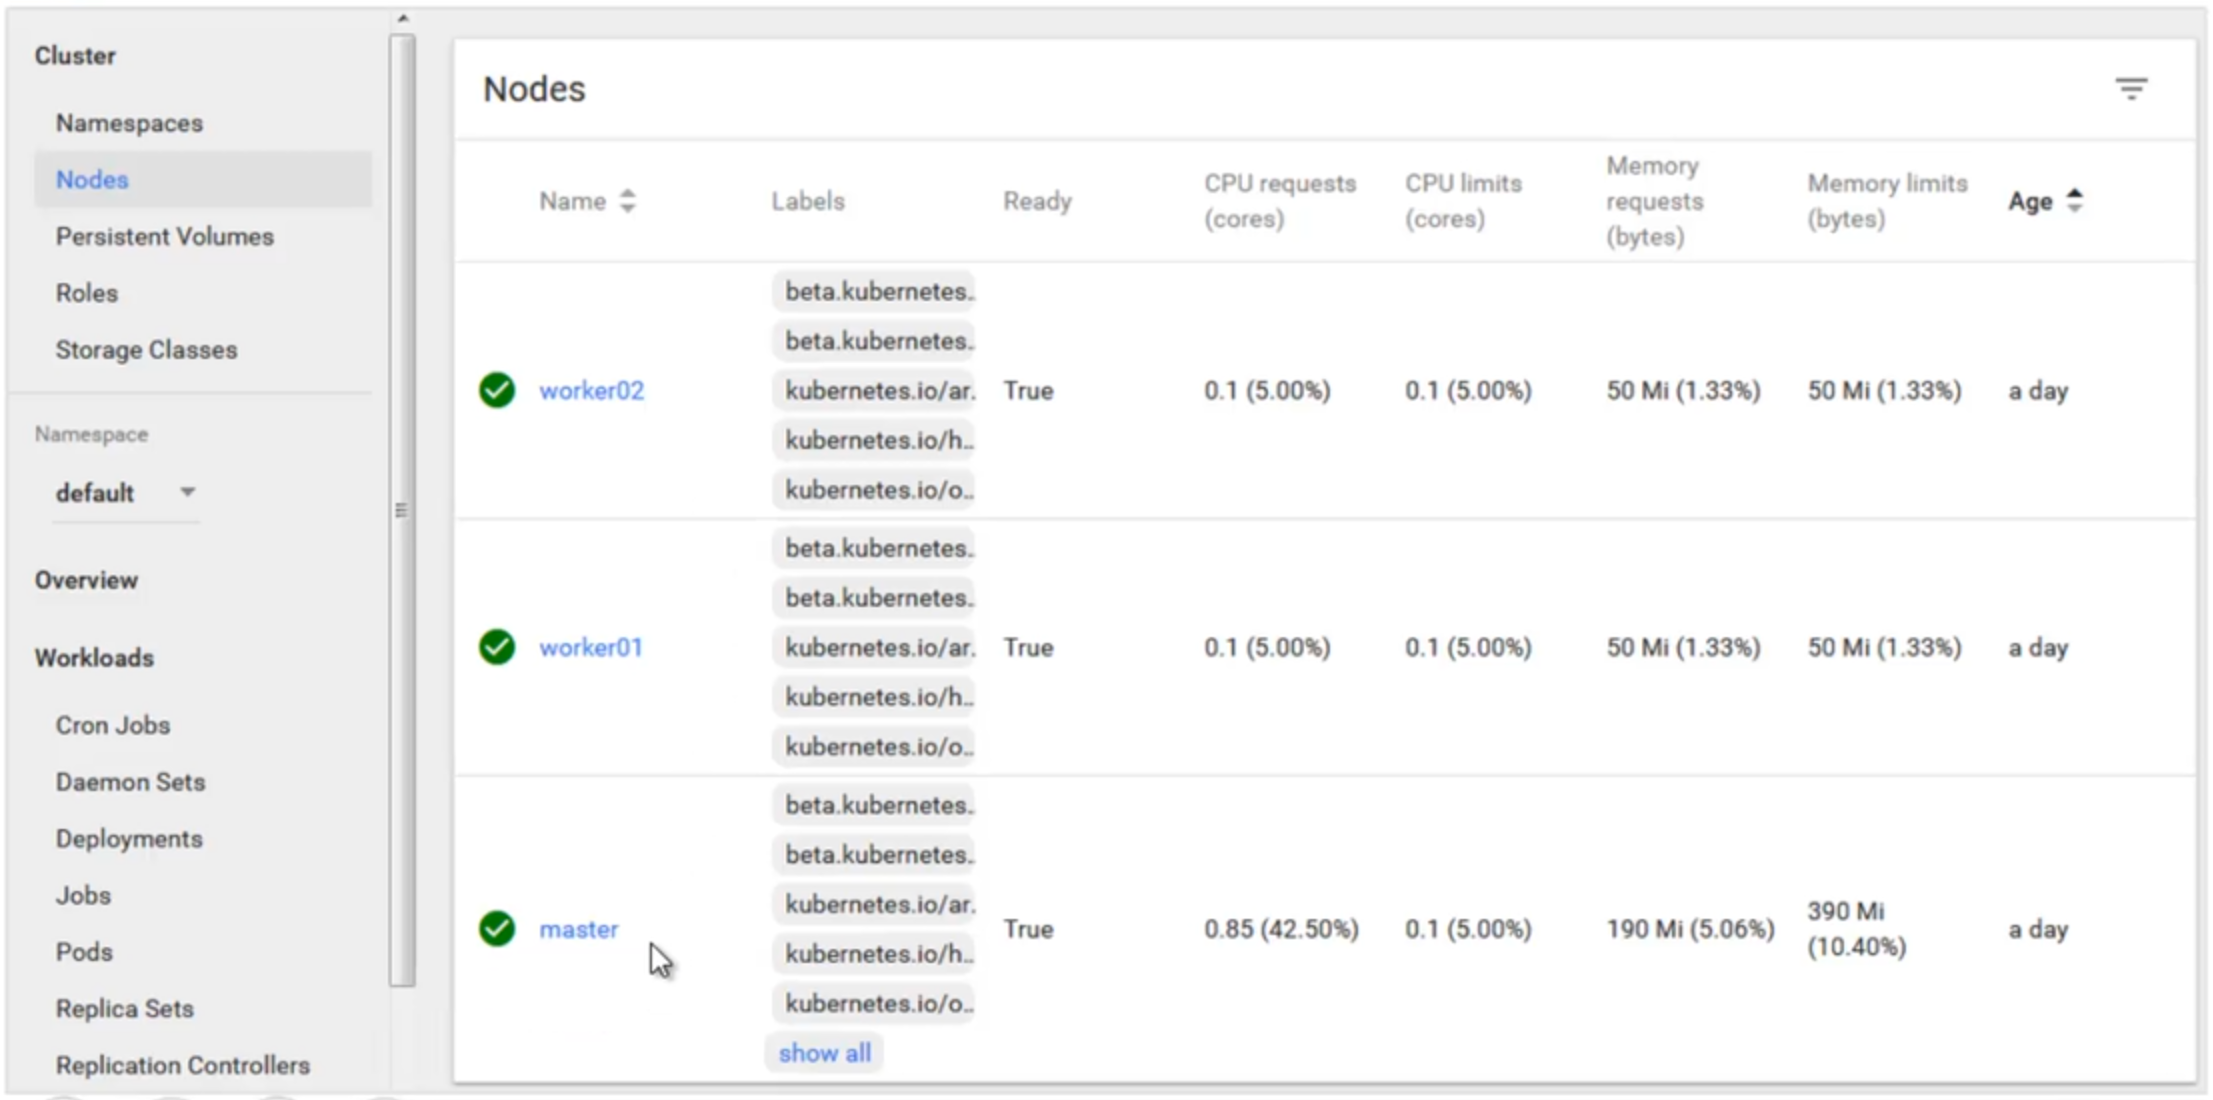 Cluster
Namespaces
Nodes
Persistent Volumes
Roles
Storage Classes
Namespace
default
Overview
Workloads
Cron Jobs
Daemon Sets
Deployments
Jobs
Pods
Replica Sets
Replication Controllers
Nodes
Name
Labels
Ready
CPU requests
(cores)
CPU limits
(cores)
Memory
requests
(bytes)
Memory limits
(bytes)
Age
worker02
beta.kubernetes.
beta.kubernetes.
kubernetes.io/ar.
kubernetes.io/h..
kubernetes.io/o..
True
0.1 (5.00%)
0.1 (5.00%)
50 Mi (1.33%)
50 Mi (1.33%)
a day
worker01
beta.kubernetes.
beta.kubernetes.
kubernetes.io/ar.
kubernetes.io/h..
kubernetes.io/o..
True
0.1 (5.00%)
0.1 (5.00%)
50 Mi (1.33%)
50 Mi (1.33%)
a day
master
beta.kubernetes.
beta.kubernetes.
kubernetes.io/ar.
kubernetes.io/h..
kubernetes.io/o..
show all
True
0.85 (42.50%)
0.1 (5.00%)
190 Mi (5.06%)
390 Mi
(10.40%)
a day